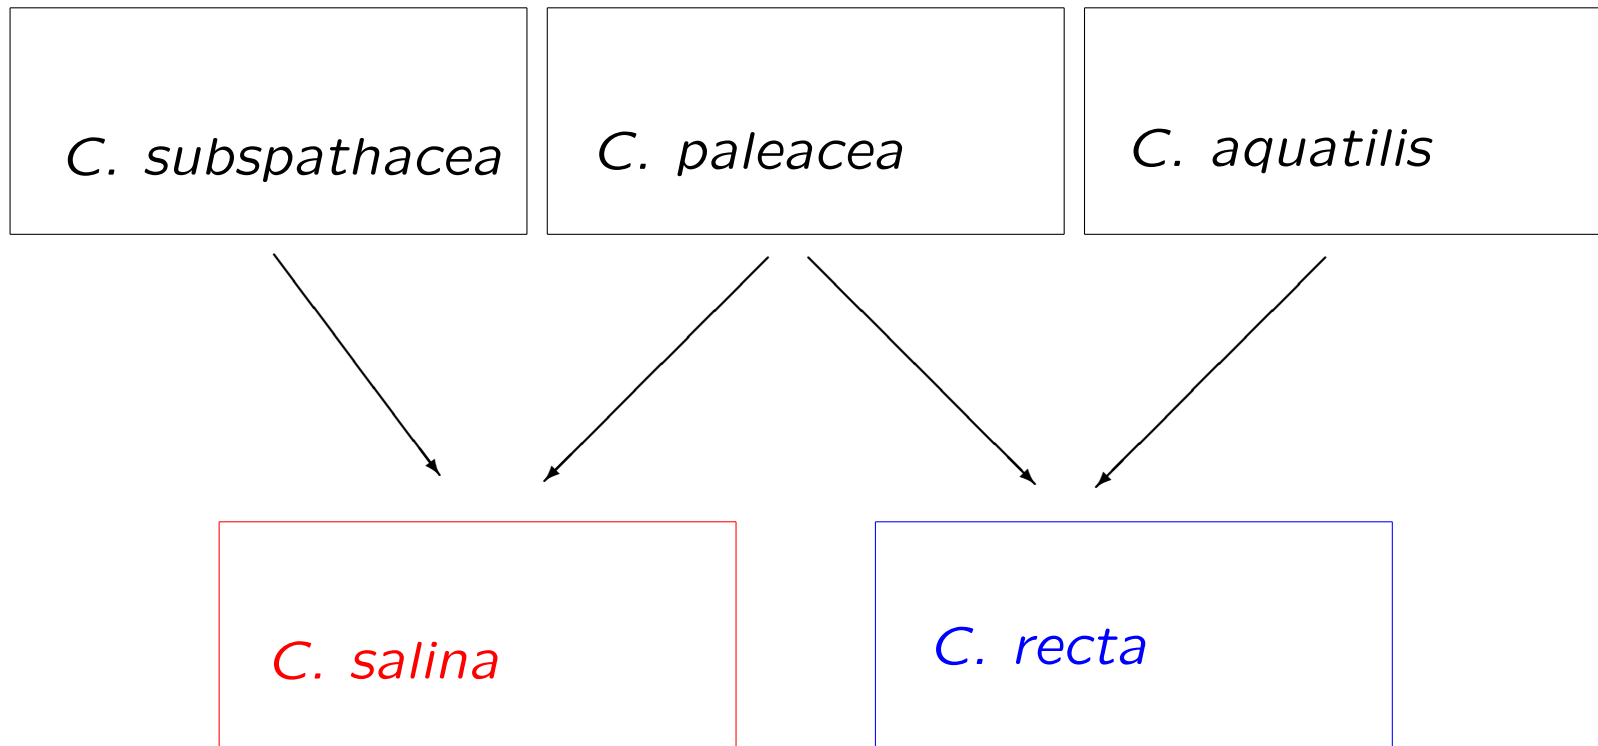 C. subspathacea
C. paleacea
C. aquatilis
C. salina
C. recta